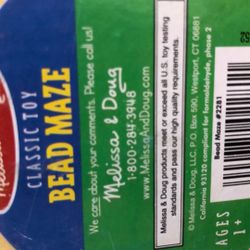 Melissa
CLASSIC TOY
BEAD MAZE
We care about your comments. Please call us!
Melissa & Doug
1-800-284-3948
www.MelissaAndDoug.com
Melissa & Doug products meet or exceed all U.S. toy testing
standards and pass our high quality requirements.
© Melissa & Doug, LLC, P.O. Box 590, Westport, CT 06881
California 93120 compliant for formaldehyde, phase 2
Bead Maze #2281
AGES
1+